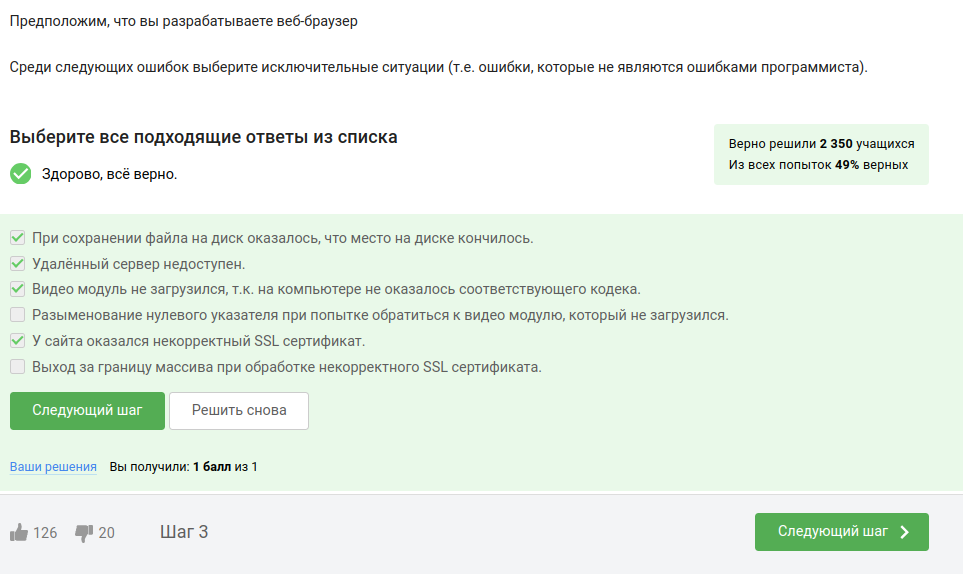 Предположим, что вы разрабатываете веб-браузер
Среди следующих ошибок выберите исключительные ситуации (т.е. ошибки, которые не являются ошибками программиста).
Выберите все подходящие ответы из списка
Здорово, всё верно.
Верно решили 2 350 учащихся
Из всех попыток 49% верных
При сохранении файла на диск оказалось, что место на диске кончилось.
Удалённый сервер недоступен.
Видео модуль не загрузился, т.к. на компьютере не оказалось соответствующего кодека.
Разыменование нулевого указателя при попытке обратиться к видео модулю, который не загрузился.
У сайта оказался некорректный SSL сертификат.
Выход за границу массива при обработке некорректного SSL сертификата.
Следующий шаг
Решить снова
Ваши решения Вы получили: 1 балл из 1
126 20 Шаг 3 Следующий шаг